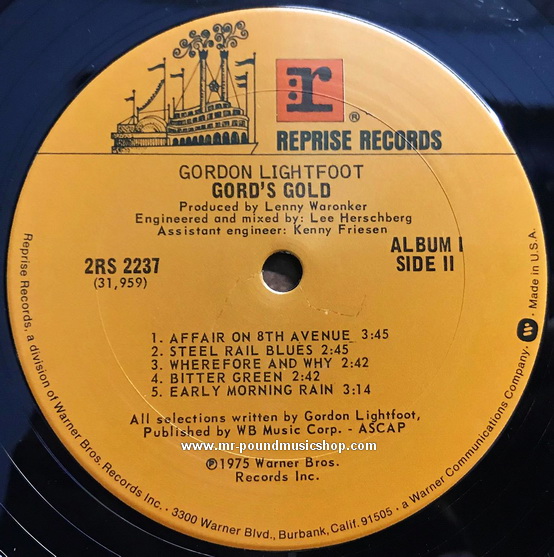 r
®
REPRISE RECORDS
GORDON LIGHTFOOT
GORD'S GOLD
Produced by Lenny Waronker
Engineered and mixed by: Lee Herschberg
Assistant engineer: Kenny Friesen
2RS 2237
(31,959)
ALBUM I
SIDE II
1. AFFAIR ON 8TH AVENUE 3:45
2. STEEL RAIL BLUES 2:45
3. WHEREFORE AND WHY 2:42
4. BITTER GREEN 2:42
5. EARLY MORNING RAIN 3:14
All selections written by Gordon Lightfoot,
Published by WB Music Corp. - ASCAP
www.mr-poundmusicshop.com
℗1975 Warner Bros.
Records Inc.
Reprise Records, a division of Warner Bros. Records Inc. · 3300 Warner Blvd., Burbank, Calif. 91505 · a Warner Communications Company · W · Made in U.S.A.